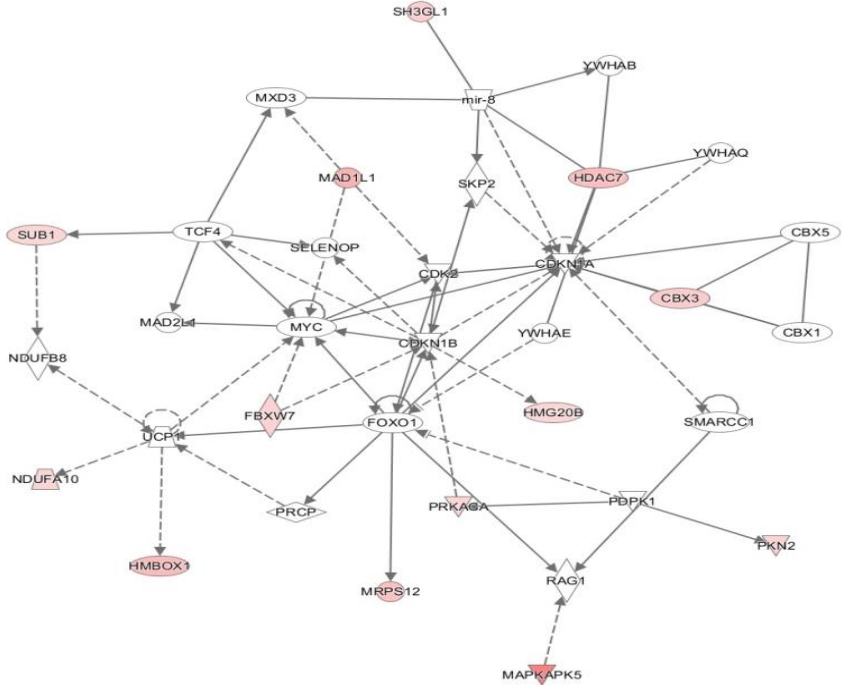 SH3GL1
YWHAB
MXD3
mir-8
YWHAQ
MAD1L1
SKP2
HDAC7
SUB1
TCF4
SELENOP
CBX5
CDK2
CDKN1A
CBX3
MAD2L1
MYC
CDKN1B
YWHAE
CBX1
NDUFB8
FBXW7
FOXO1
HMG20B
SMARCC1
UCP1
NDUFA10
PRCP
PRKACA
PDPK1
PKN2
HMBOX1
MRPS12
RAG1
MAPKAPK5